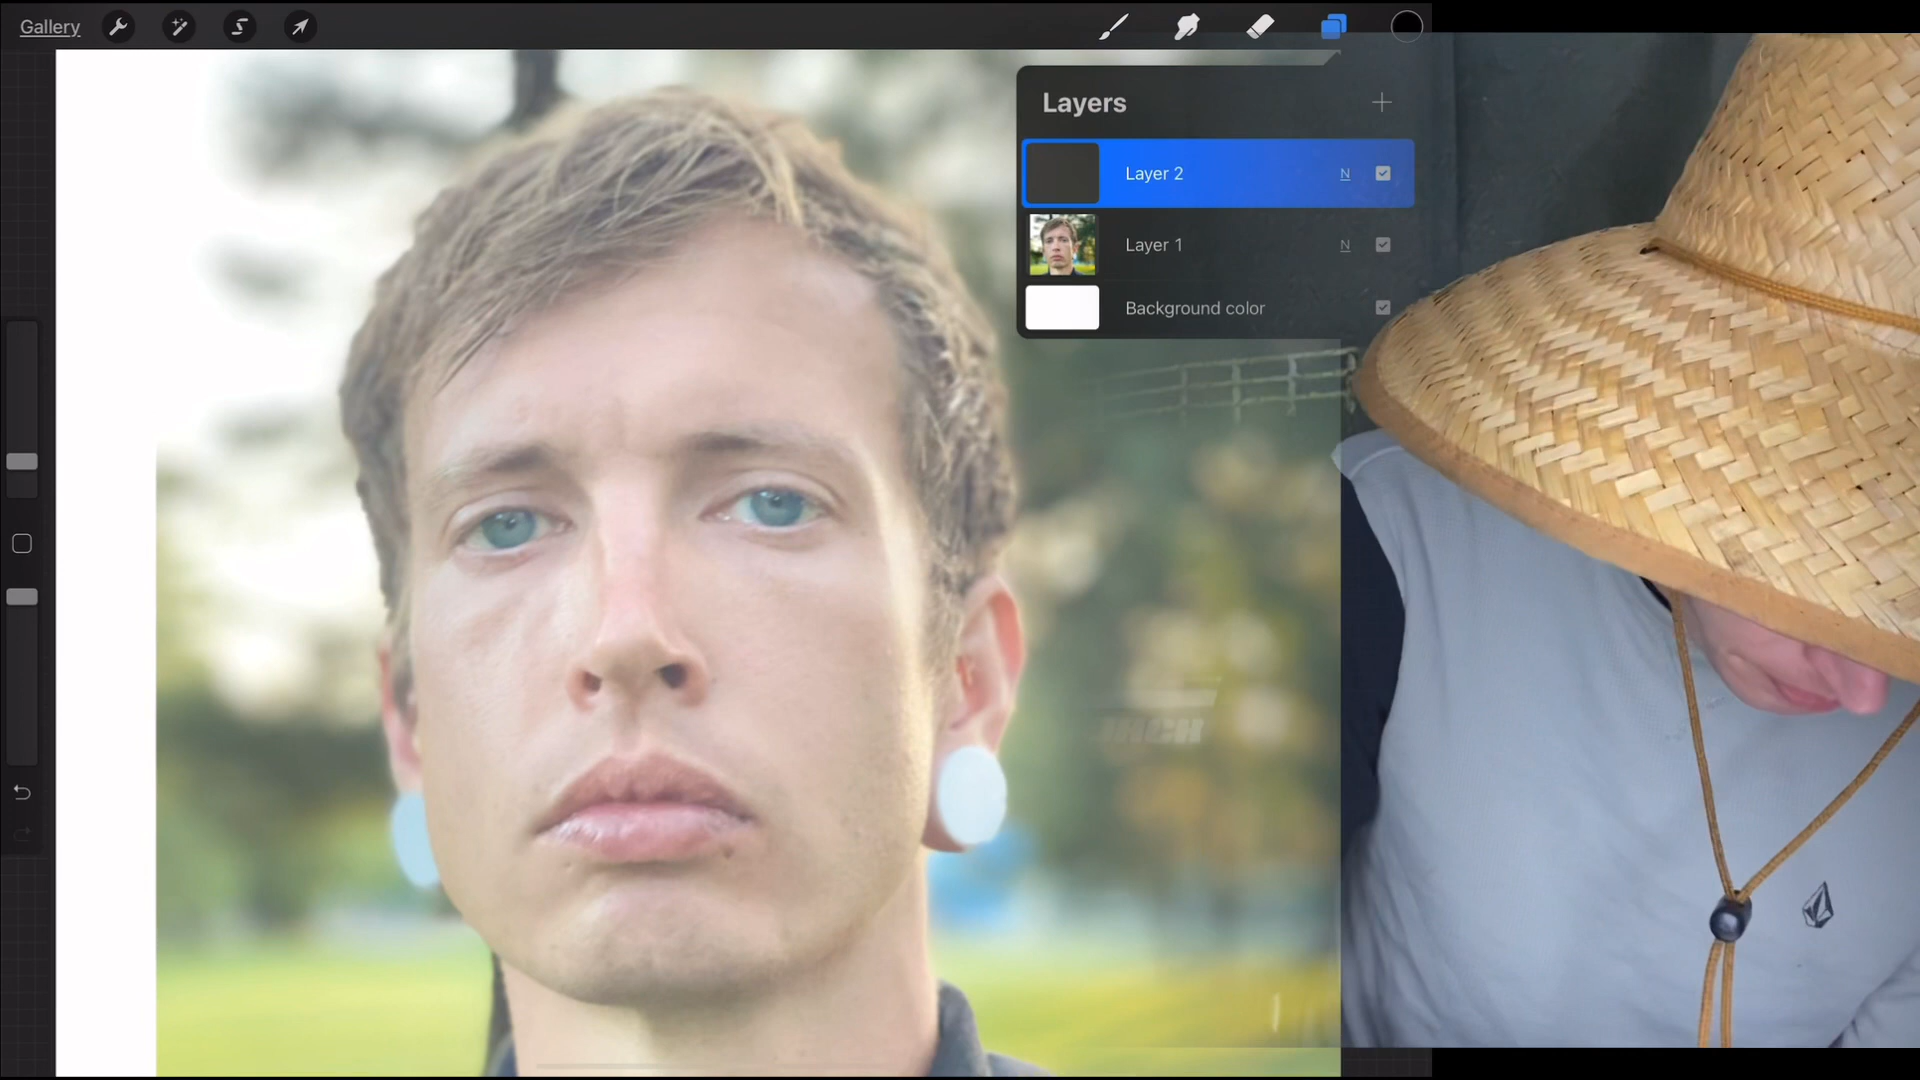 Gallery
Layers
Layer 2
N
Layer 1
N
Background color